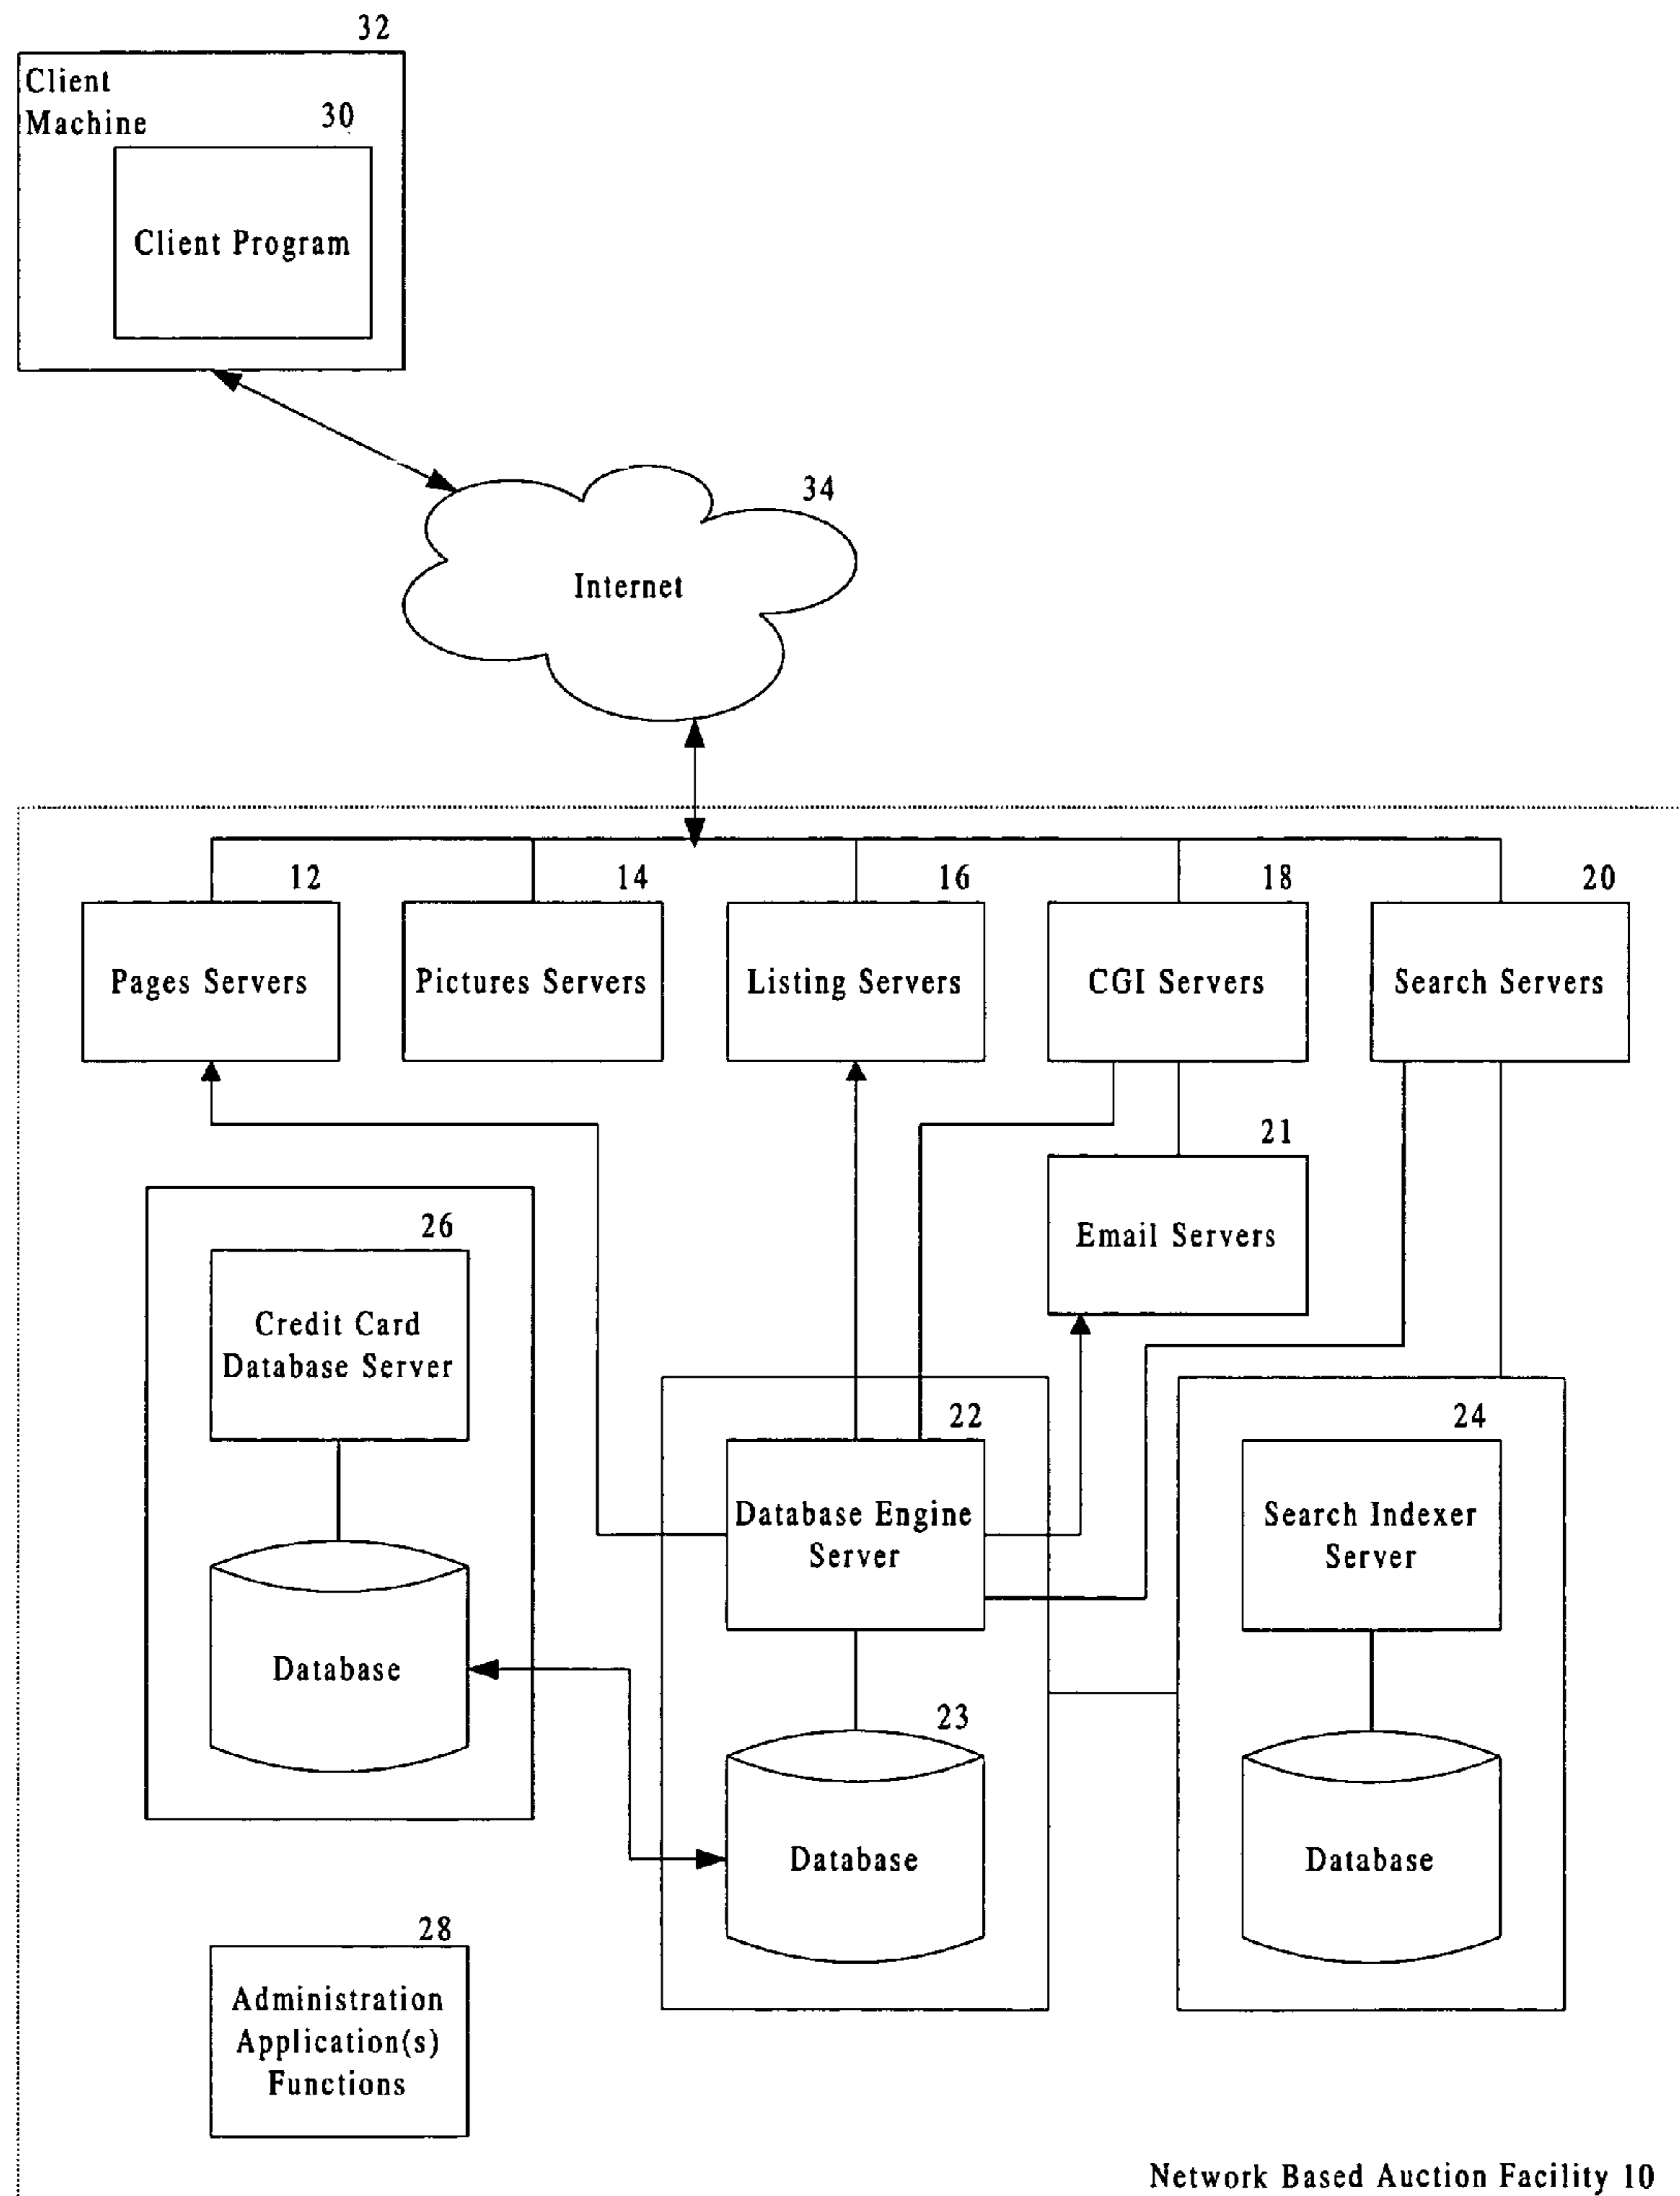 32
Client
Machine
30
Client Program
34
Internet
12
14
16
18
20
Pages Servers
Pictures Servers
Listing Servers
CGI Servers
Search Servers
21
Email Servers
26
Credit Card
Database Server
Database
22
Database Engine
Server
23
Database
24
Search Indexer
Server
Database
28
Administration
Application(s)
Functions
Network Based Auction Facility 10